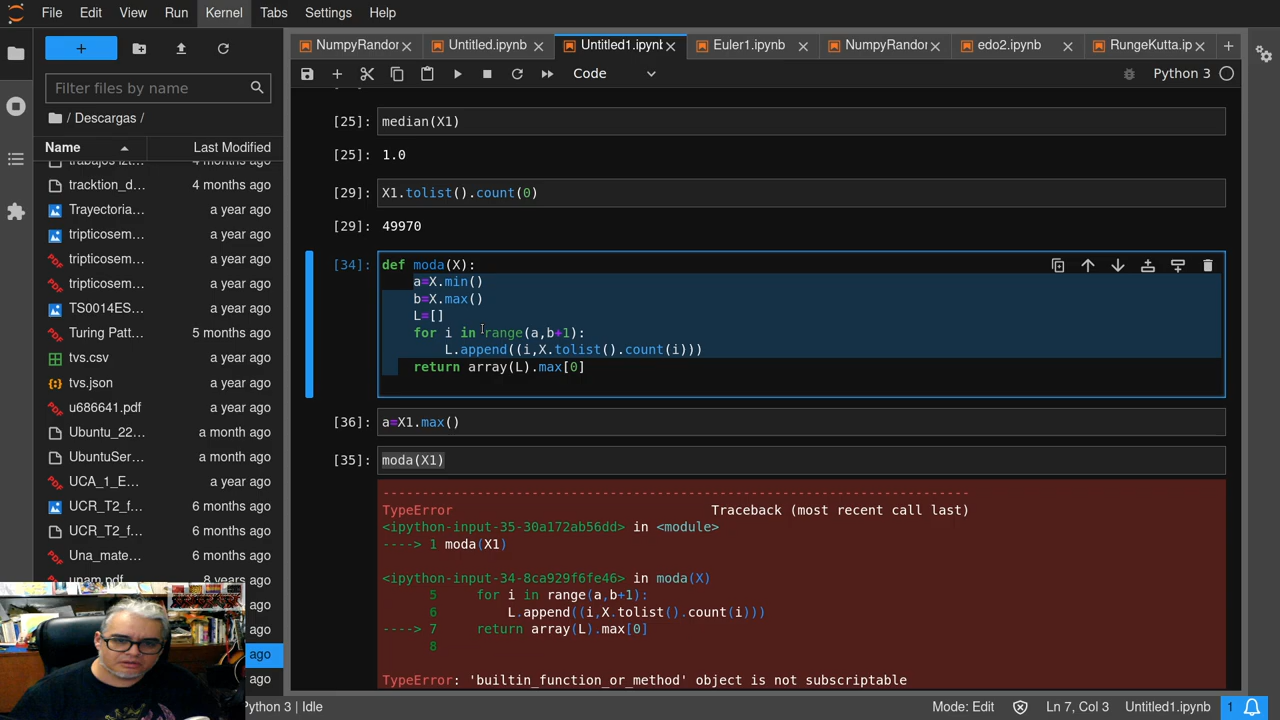 File Edit View Run Kernel Tabs Settings Help
NumpyRandor Untitled.ipynb Untitled1.ipynb Euler1.ipynb NumpyRandor edo2.ipynb RungeKutta.ip
Code Python 3
Filter files by name
/ Descargas /
Name Last Modified
4 months ago
tracktion_d... 4 months ago
Trayectoria... a year ago
tripticosem... a year ago
tripticosem... a year ago
tripticosem... a year ago
TS0014ES... a year ago
Turing Patt... 5 months ago
tvs.csv a year ago
tvs.json a year ago
u686641.pdf a year ago
Ubuntu_22... a month ago
UbuntuSer... a month ago
UCA_1_E... a year ago
UCR_T2_f... 6 months ago
UCR_T2_f... 6 months ago
Una_mate... 6 months ago
unam.pdf 8 years ago
ago
ago
ago
ago
[25]: median(X1)
[25]: 1.0
[29]: X1.tolist().count(0)
[29]: 49970
[34]: def moda(X):
a=X.min()
b=X.max()
L=[]
for i in range(a,b+1):
L.append((i,X.tolist().count(i)))
return array(L).max[0]
[36]: a=X1.max()
[35]: moda(X1)
---------------------------------------------------------------------------
TypeError Traceback (most recent call last)
<ipython-input-35-30a172ab56dd> in <module>
----> 1 moda(X1)
<ipython-input-34-8ca929f6fe46> in moda(X)
5 for i in range(a,b+1):
6 L.append((i,X.tolist().count(i)))
----> 7 return array(L).max[0]
8
TypeError: 'builtin_function_or_method' object is not subscriptable
Python 3 | Idle Mode: Edit Ln 7, Col 3 Untitled1.ipynb 1